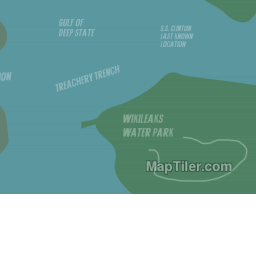 GULF OF
DEEP STATE
S.S. CLINTON
LAST KNOWN
LOCATION
TREACHERY TRENCH
WIKILEAKS
WATER PARK
MapTiler.com